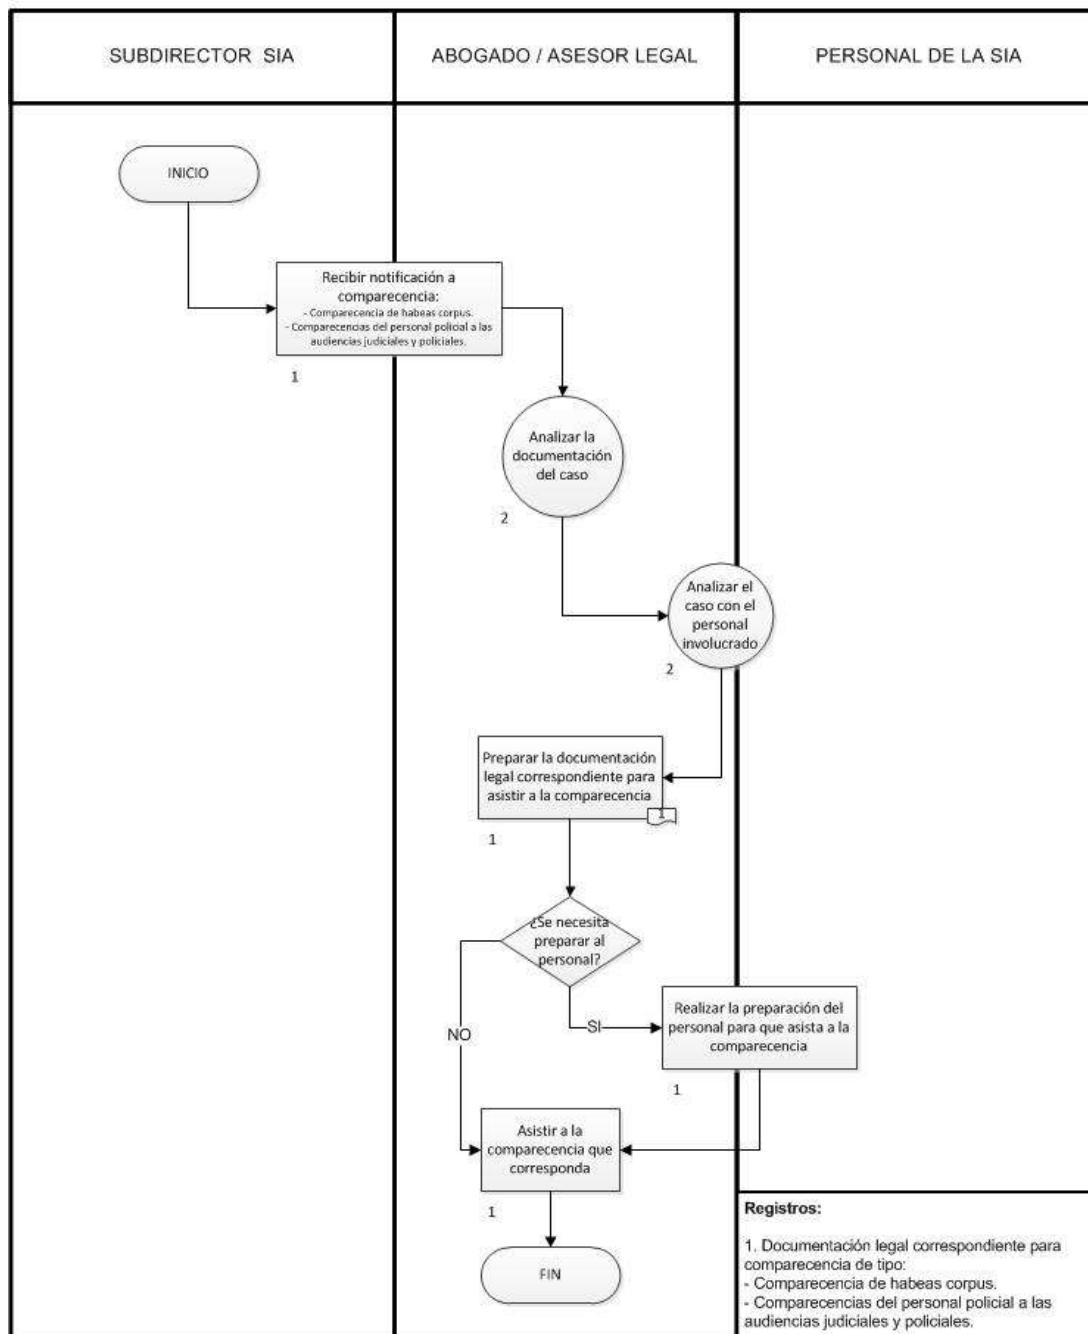 SUBDIRECTOR SIA
ABOGADO / ASESOR LEGAL
PERSONAL DE LA SIA
INICIO
Recibir notificación a
comparecencia:
- Comparecencia de habeas corpus.
- Comparecencias del personal policial a las
audiencias judiciales y policiales.
1
Analizar la
documentación
del caso
2
Analizar el
caso con el
personal
involucrado
2
Preparar la documentación
legal correspondiente para
asistir a la comparecencia
1
1
¿Se necesita
preparar al
personal?
NO
SI
Realizar la preparación del
personal para que asista a la
comparecencia
1
Asistir a la
comparecencia que
corresponda
1
FIN
Registros:
1. Documentación legal correspondiente para
comparecencia de tipo:
- Comparecencia de habeas corpus.
- Comparecencias del personal policial a las
audiencias judiciales y policiales.